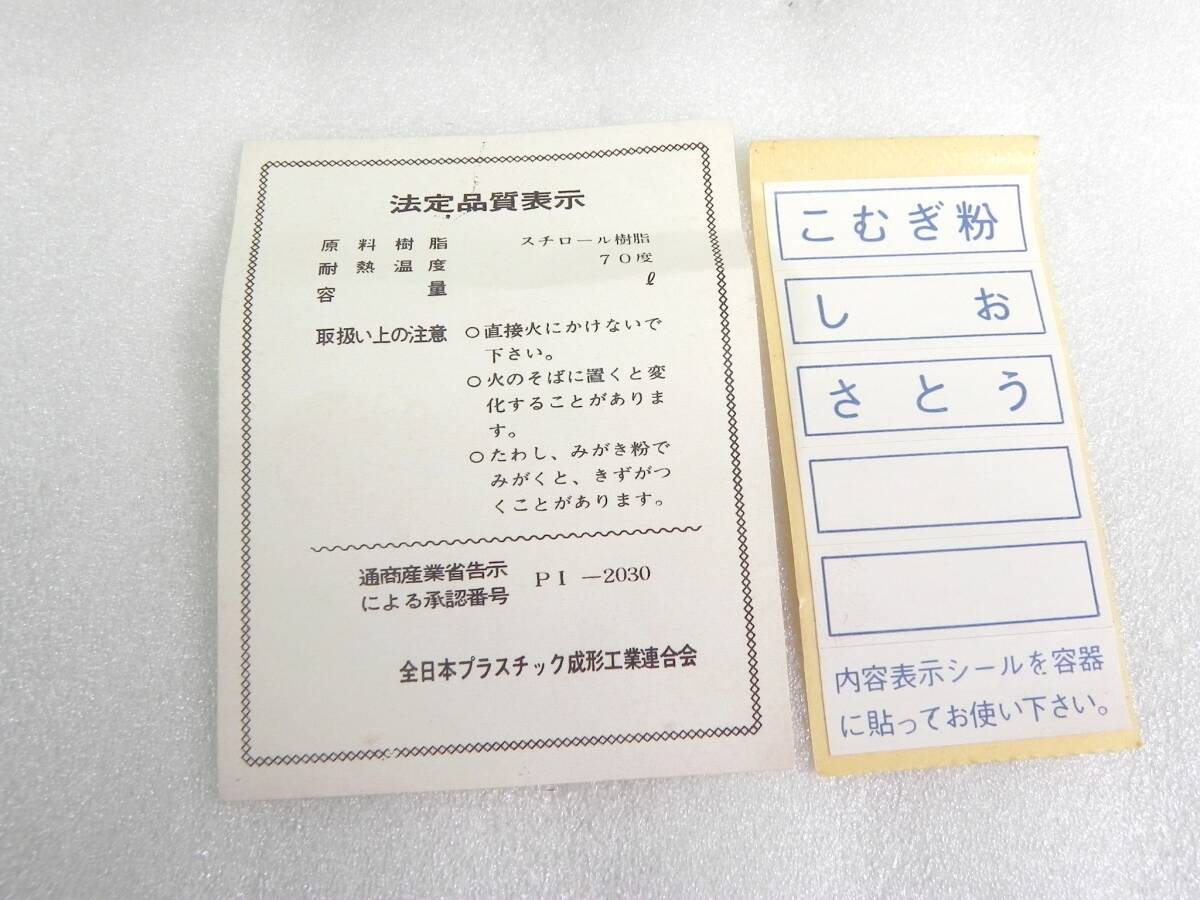 法定品質表示
原料樹脂 スチロール樹脂
耐熱温度 70度
容量 ℓ
取扱い上の注意 ○直接火にかけないで
下さい。
○火のそばに置くと変
化することがありま
す。
○たわし、みがき粉で
みがくと、きずがつ
くことがあります。
通商産業省告示
による承認番号 PI－2030
全日本プラスチック成形工業連合会
こむぎ粉
しお
さとう
内容表示シールを容器
に貼ってお使い下さい。